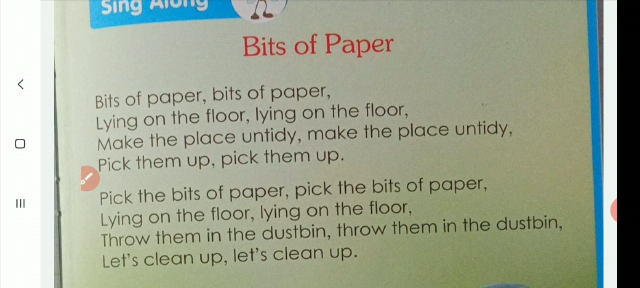 Sing Along
Bits of Paper
Bits of paper, bits of paper,
Lying on the floor, lying on the floor,
Make the place untidy, make the place untidy,
Pick them up, pick them up.
Pick the bits of paper, pick the bits of paper,
Lying on the floor, lying on the floor,
Throw them in the dustbin, throw them in the dustbin,
Let's clean up, let's clean up.